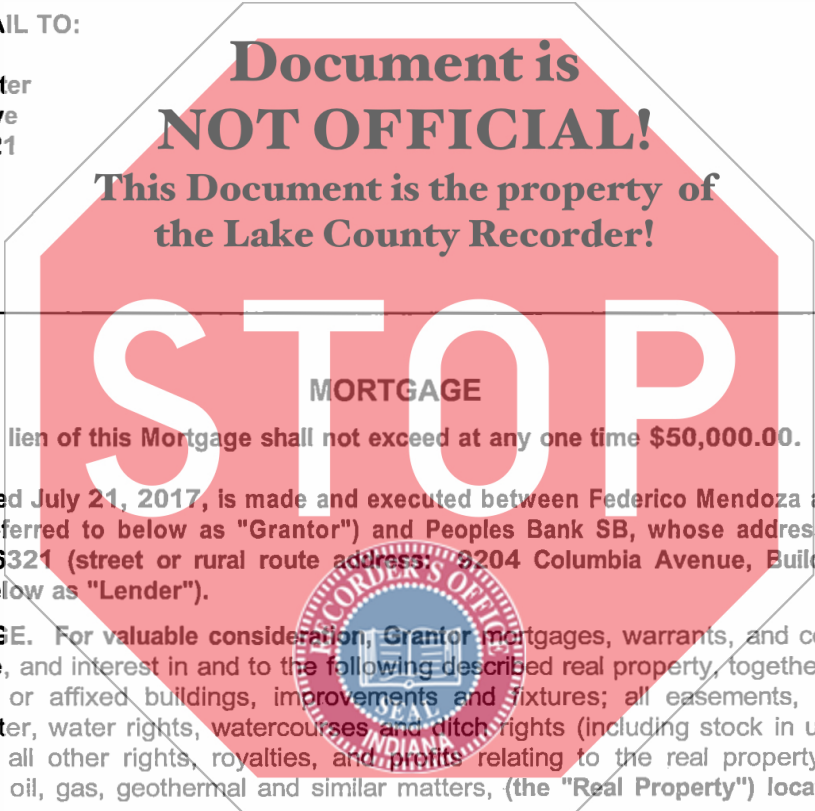 AIL TO:
Document is
ter
NOT OFFICIAL!
ve
21
This Document is the property of
the Lake County Recorder!
STOP
MORTGAGE
lien of this Mortgage shall not exceed at any one time $50,000.00.
ed July 21, 2017, is made and executed between Federico Mendoza a
eferred to below as "Grantor") and Peoples Bank SB, whose addres
6321 (street or rural route address: 9204 Columbia Avenue, Build
elow as "Lender").
GE. For valuable consideration, Grantor mortgages, warrants, and co
e, and interest in and to the following described real property, togethe
or affixed buildings, improvements and fixtures; all easements,
ter, water rights, watercourses and ditch rights (including stock in u
all other rights, royalties, and profits relating to the real property
oil, gas, geothermal and similar matters, (the "Real Property") loca
RECORDER'S OFFICE
SEAL
INDIANA